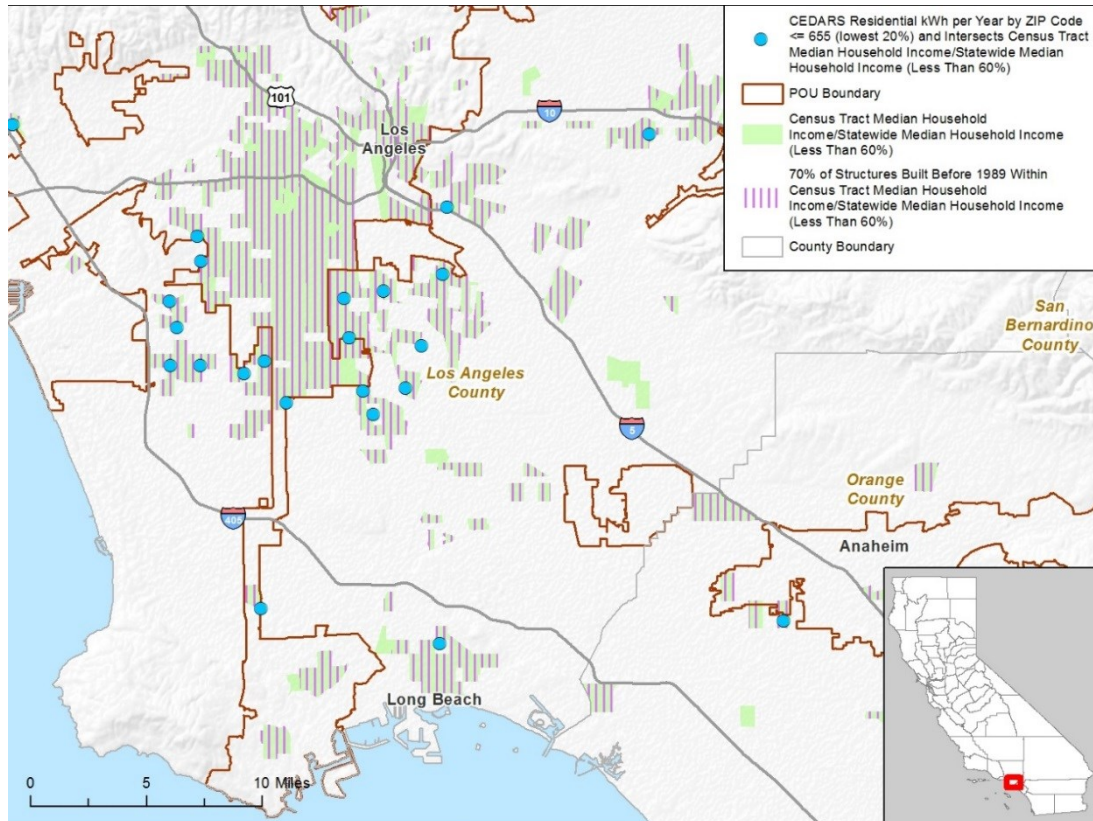 CEDARS Residential kWh per Year by ZIP Code
<= 655 (lowest 20%) and Intersects Census Tract
Median Household Income/Statewide Median
Household Income (Less Than 60%)
POU Boundary
Census Tract Median Household
Income/Statewide Median Household Income
(Less Than 60%)
70% of Structures Built Before 1989 Within
Census Tract Median Household
Income/Statewide Median Household Income
(Less Than 60%)
County Boundary
101
Los
Angeles
10
San
Bernardino
County
Los Angeles
County
5
Orange
County
405
Anaheim
Long Beach
0 5 10 Miles